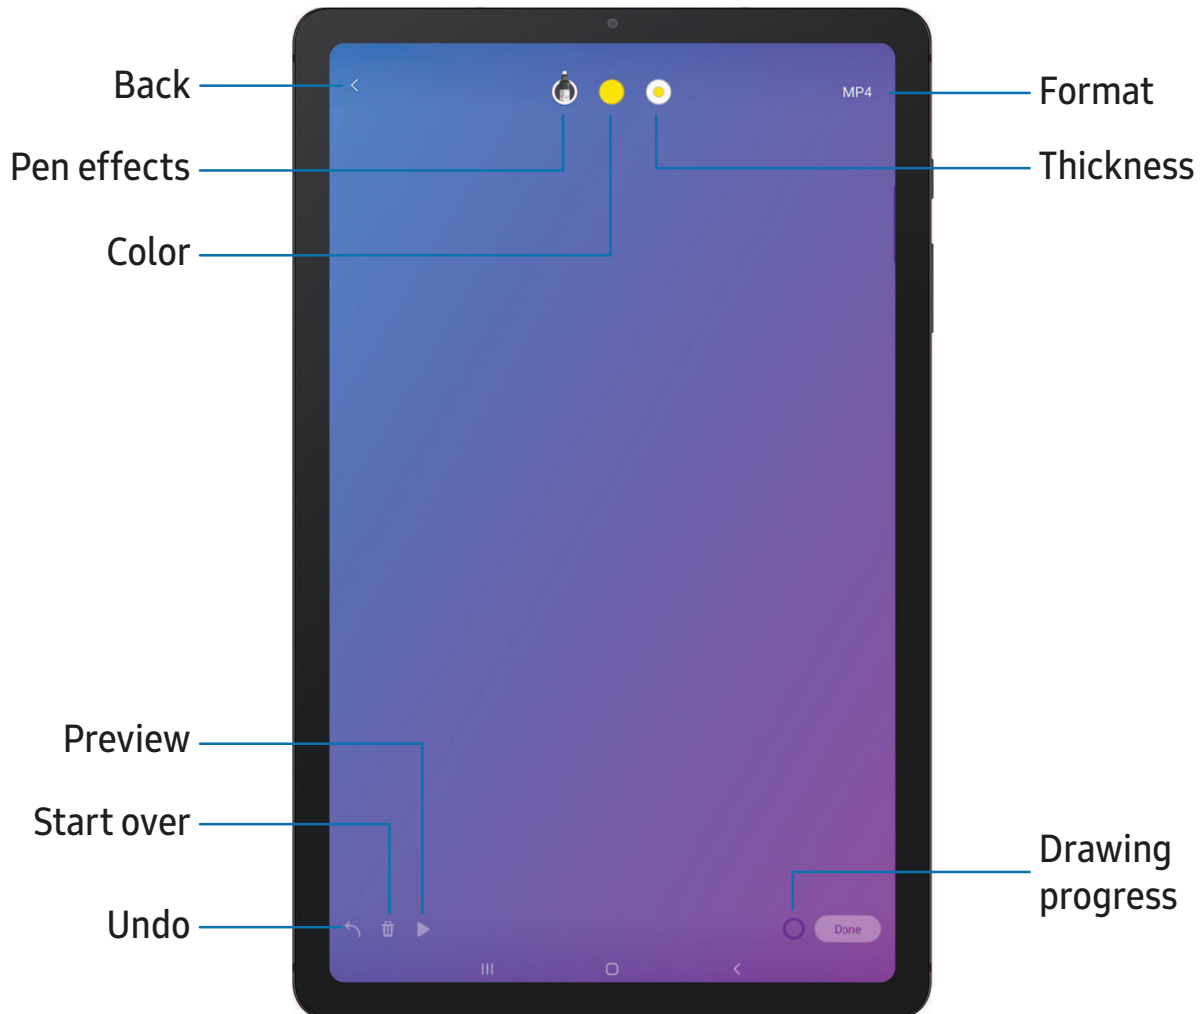 Back
MP4
Format
Pen effects
Thickness
Color
Preview
Start over
Drawing
progress
Undo
Done